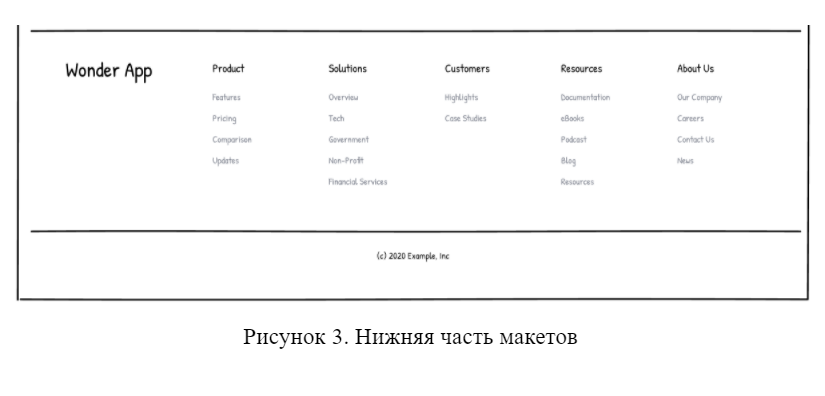 Wonder App
Product
Features
Pricing
Comparison
Updates
Solutions
Overview
Tech
Government
Non-Profit
Financial Services
Customers
Highlights
Case Studies
Resources
Documentation
eBooks
Podcast
Blog
Resources
About Us
Our Company
Careers
Contact Us
News
(c) 2020 Example, Inc
Рисунок 3. Нижняя часть макетов